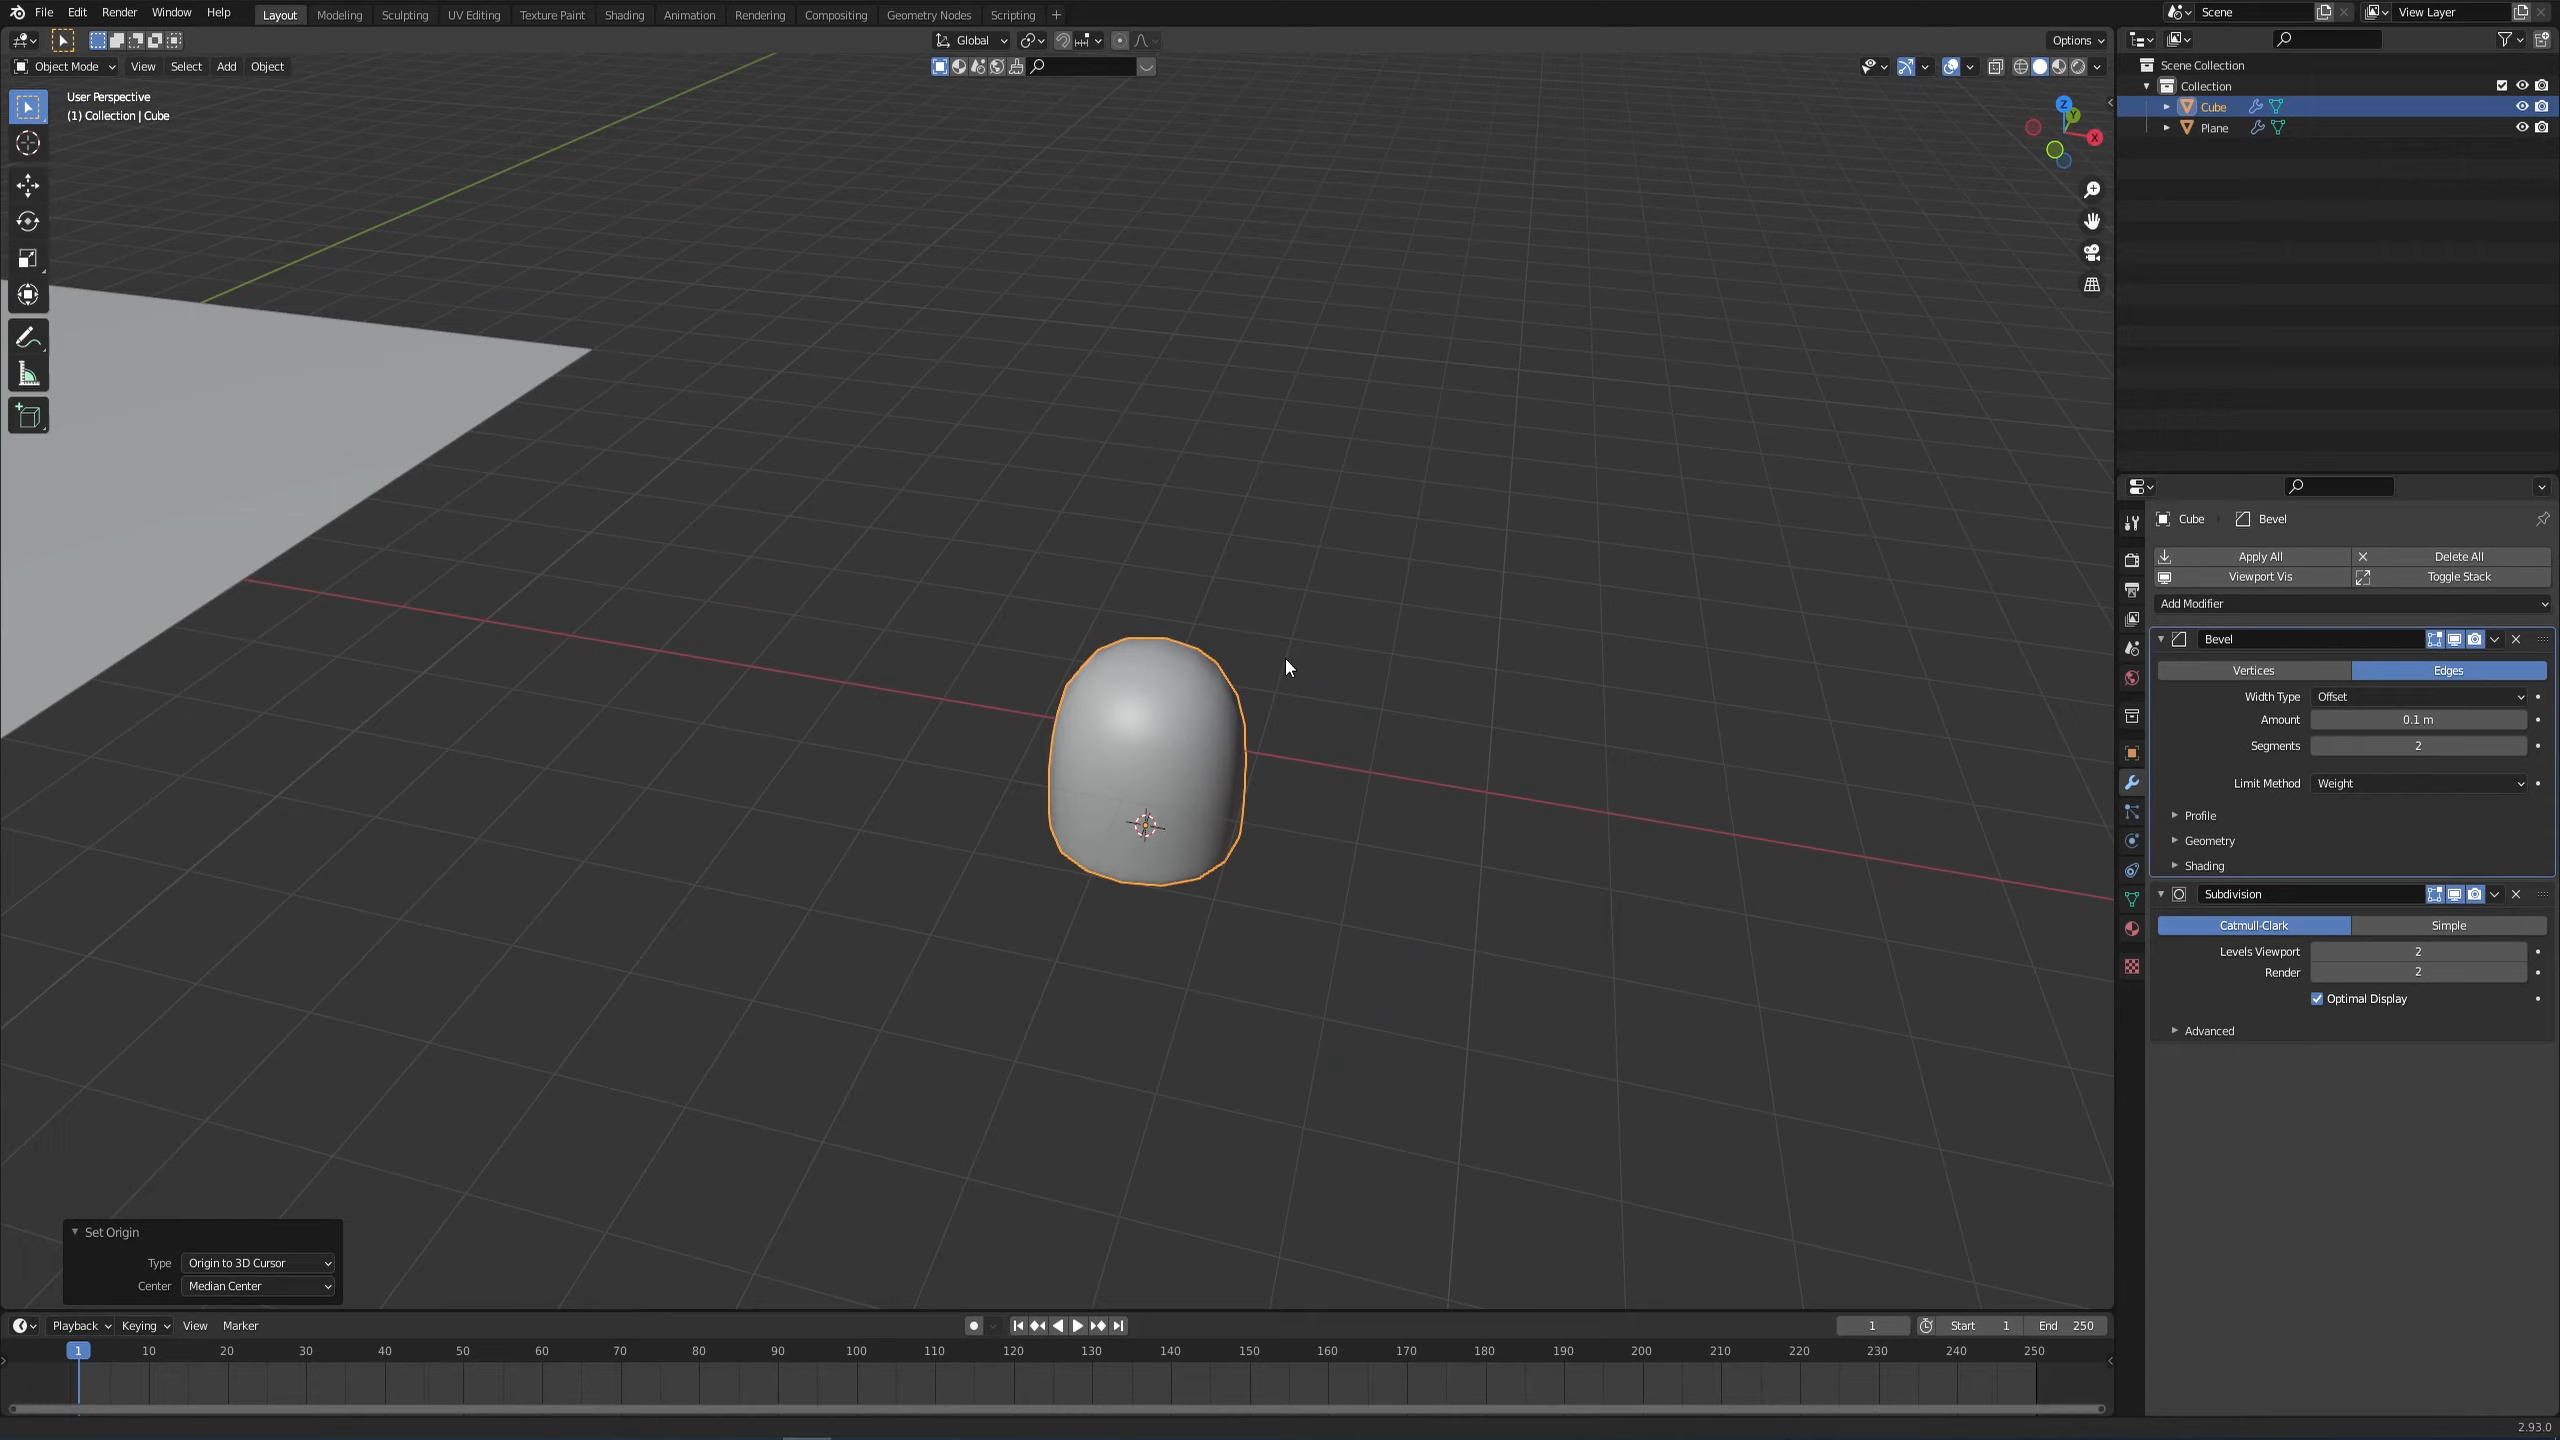 File Edit Render Window Help Layout Modeling Sculpting UV Editing Texture Paint Shading Animation Rendering Compositing Geometry Nodes Scripting + Scene View Layer
Global Options
Object Mode View Select Add Object
User Perspective
(1) Collection | Cube
Z
Y
X
Scene Collection
Collection
Cube
Plane
Cube Bevel
Apply All Delete All
Viewport Vis Toggle Stack
Add Modifier
Bevel
Vertices Edges
Width Type Offset
Amount 0.1 m
Segments 2
Limit Method Weight
Profile
Geometry
Shading
Subdivision
Catmull-Clark Simple
Levels Viewport 2
Render 2
Optimal Display
Advanced
Set Origin
Type Origin to 3D Cursor
Center Median Center
Playback Keying View Marker 1 Start 1 End 250
1 10 20 30 40 50 60 70 80 90 100 110 120 130 140 150 160 170 180 190 200 210 220 230 240 250
2.93.0